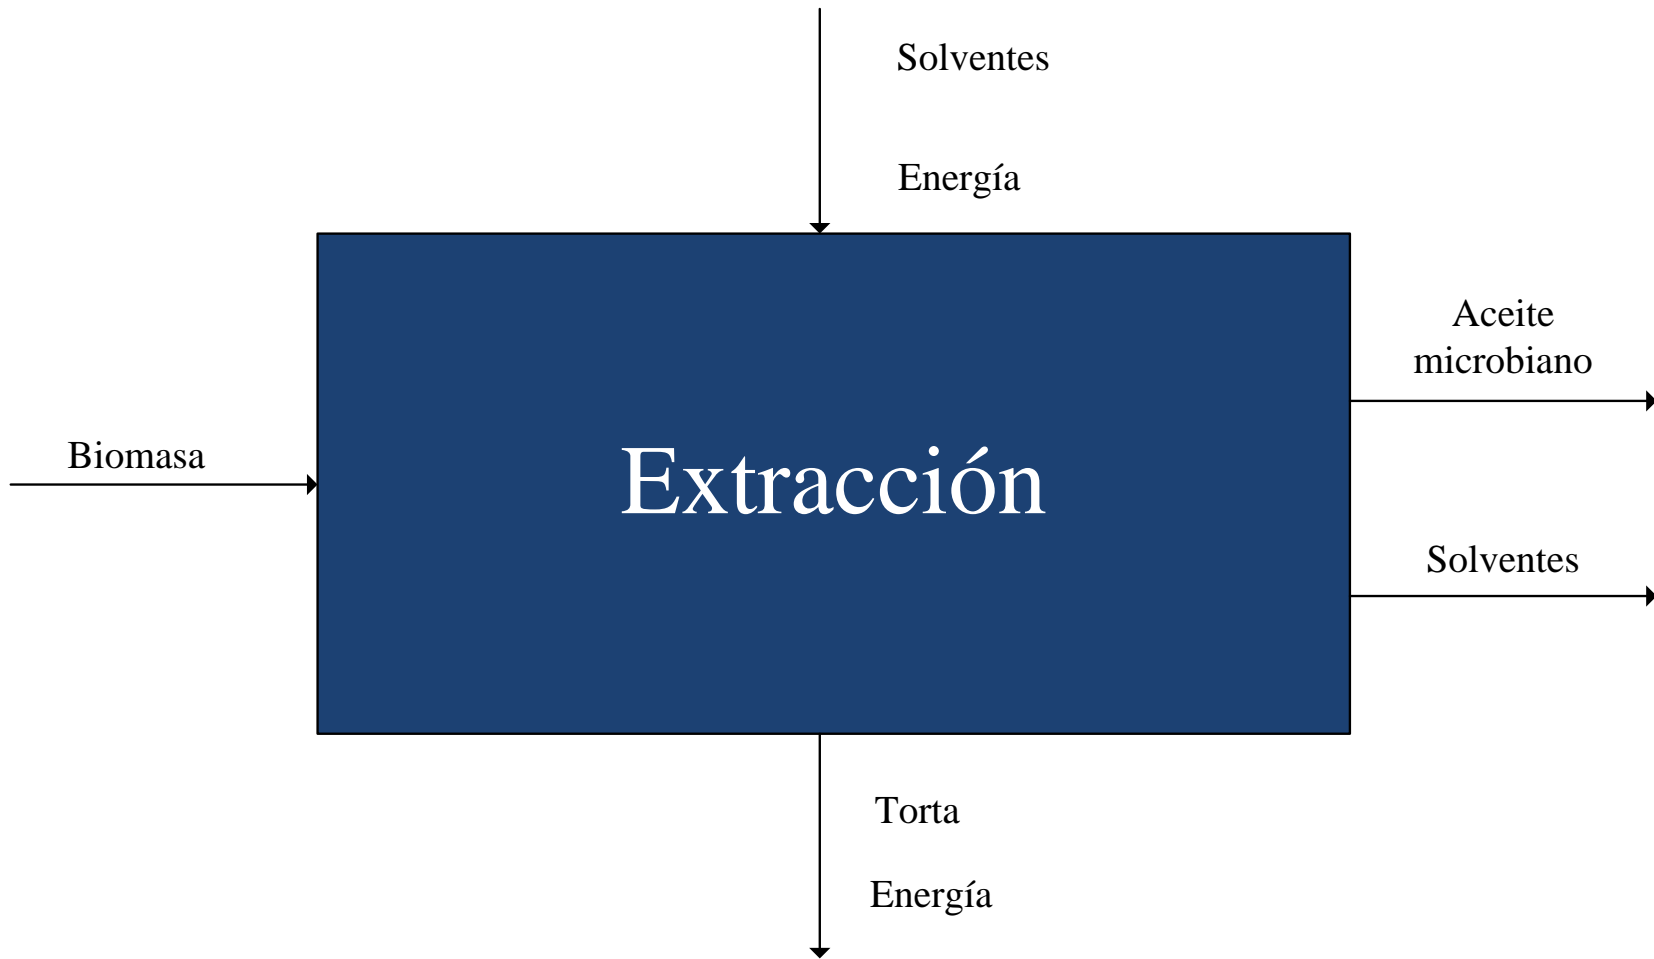 Solventes
Energía
Aceite
microbiano
Biomasa
Extracción
Solventes
Torta
Energía